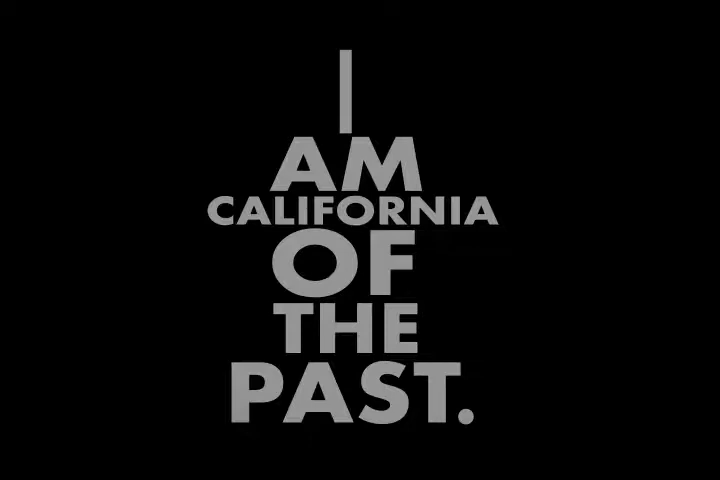 I
AM
CALIFORNIA
OF
THE
PAST.